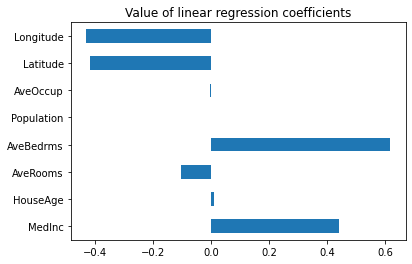 Value of linear regression coefficients
Longitude
Latitude
AveOccup
Population
AveBedrms
AveRooms
HouseAge
MedInc
−0.4 −0.2 0.0 0.2 0.4 0.6